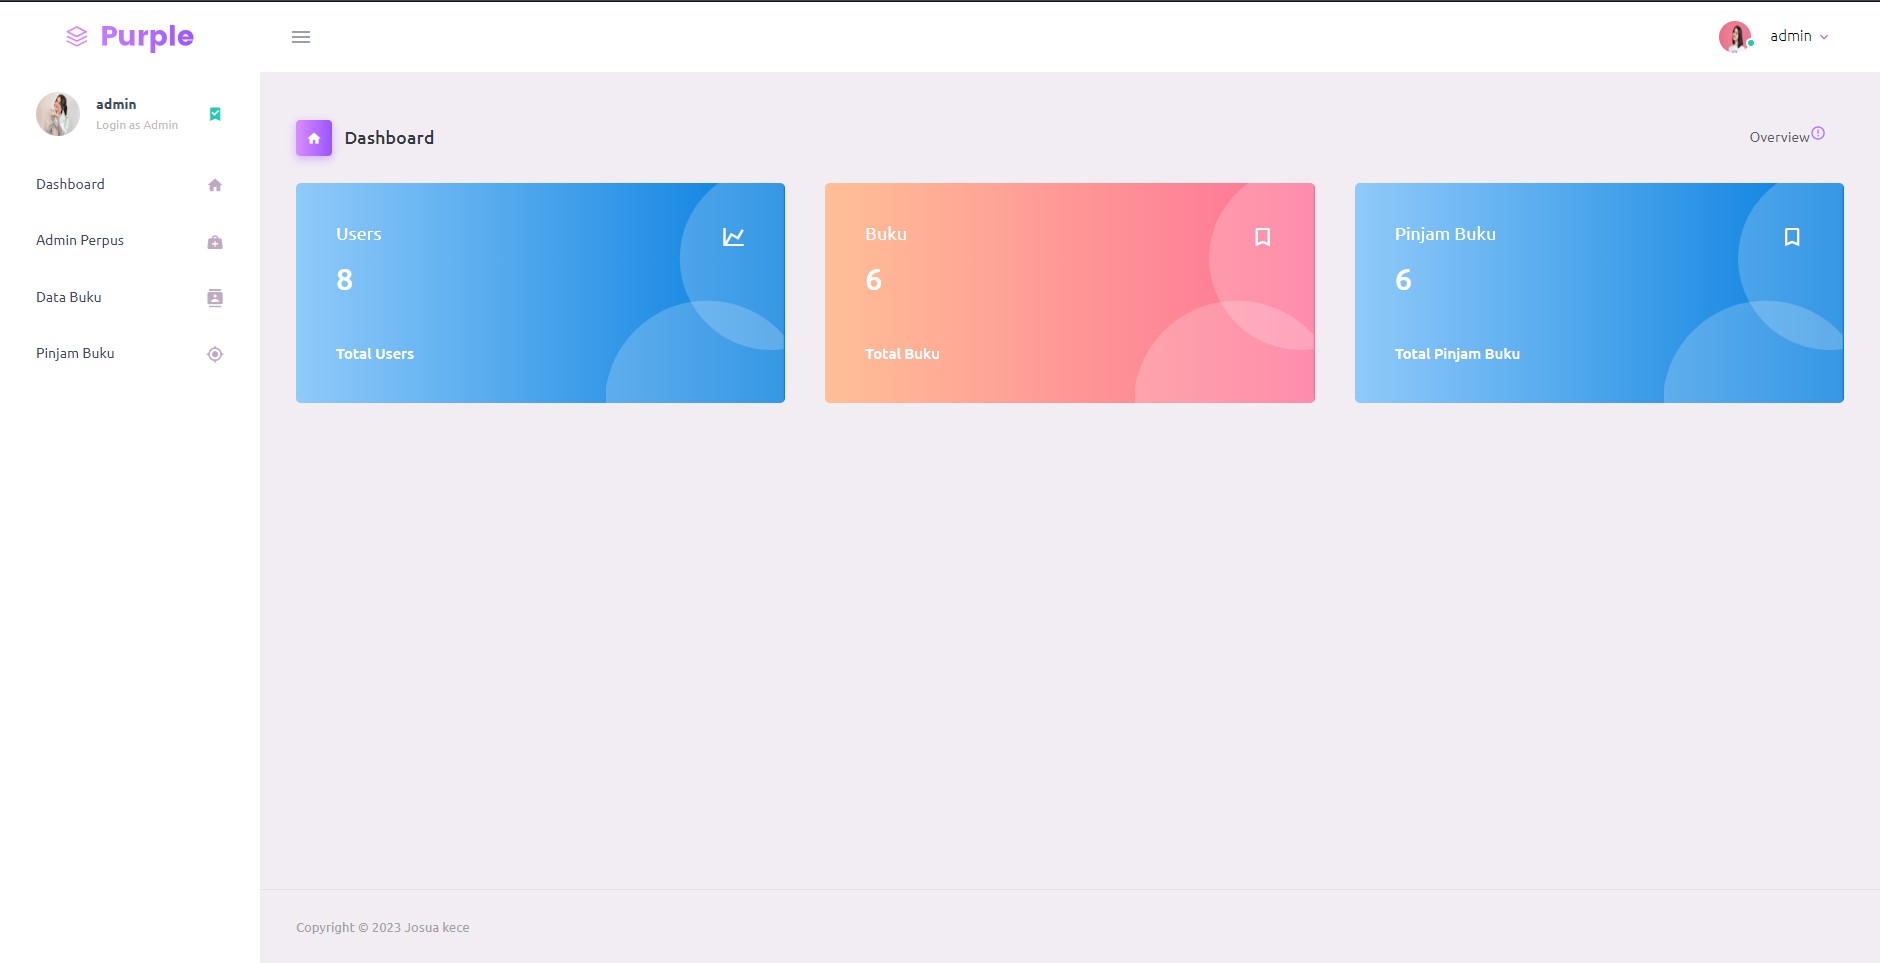 Purple
admin
admin
Login as Admin
Dashboard
Admin Perpus
Data Buku
Pinjam Buku
Dashboard
Overview
Users
8
Total Users
Buku
6
Total Buku
Pinjam Buku
6
Total Pinjam Buku
Copyright © 2023 Josua kece